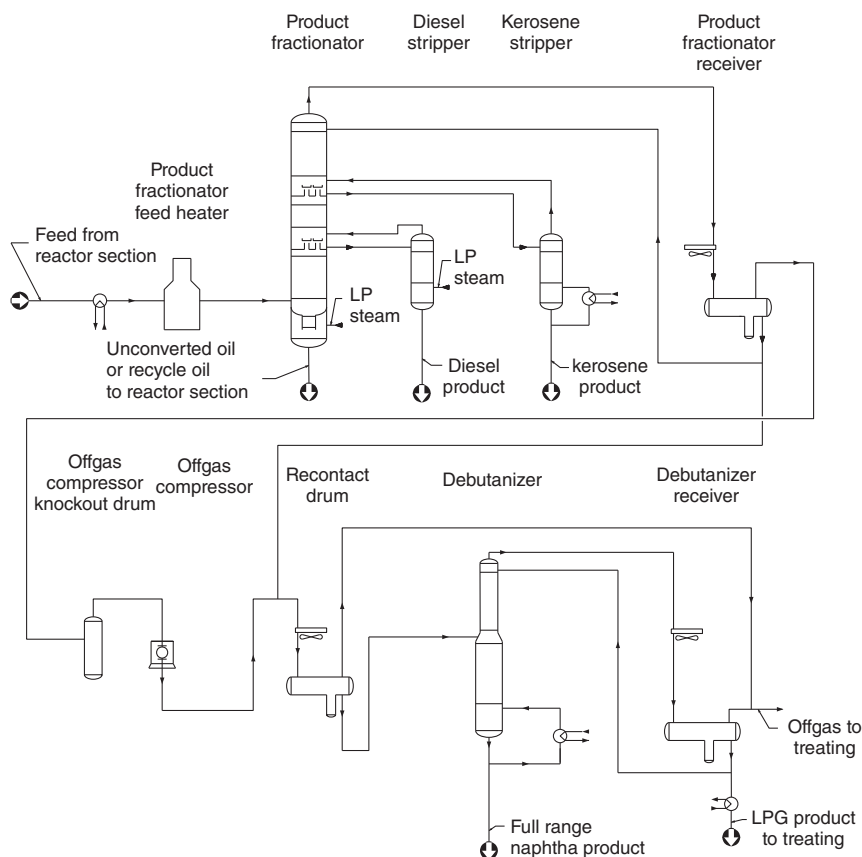 Product
fractionator
Diesel
stripper
Kerosene
stripper
Product
fractionator
receiver
Product
fractionator
feed heater
Feed from
reactor section
LP
steam
LP
steam
Unconverted oil
or recycle oil
to reactor section
Diesel
product
kerosene
product
Offgas
compressor
knockout drum
Offgas
compressor
Recontact
drum
Debutanizer
Debutanizer
receiver
Offgas to
treating
Full range
naphtha product
LPG product
to treating